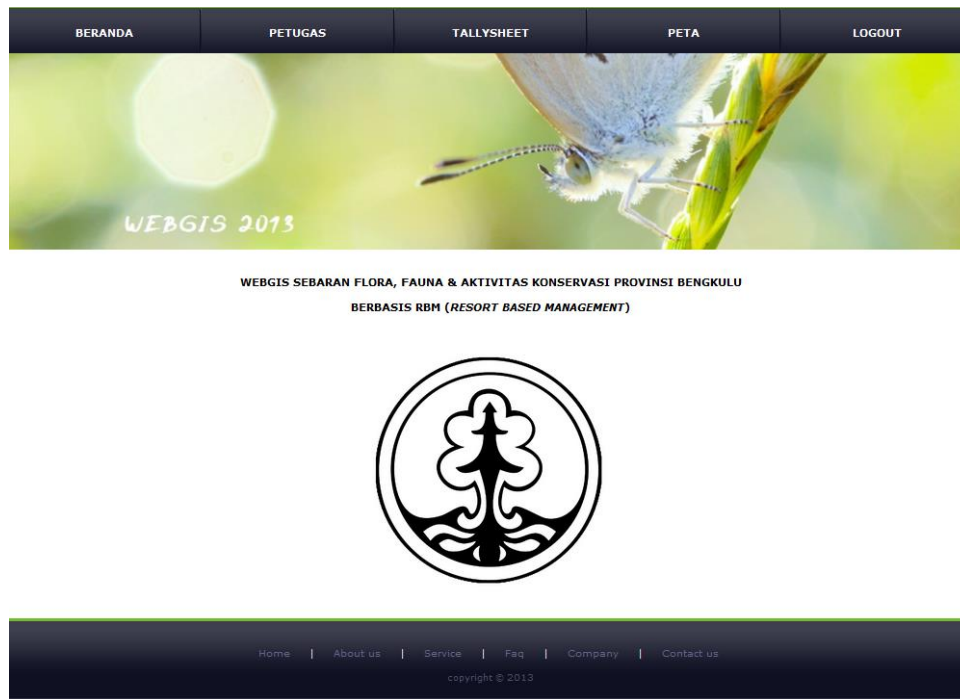 BERANDA PETUGAS TALLYSHEET PETA LOGOUT
WEBGIS 2013
WEBGIS SEBARAN FLORA, FAUNA & AKTIVITAS KONSERVASI PROVINSI BENGKULU
BERBASIS RBM (RESORT BASED MANAGEMENT)
Home | About us | Service | Faq | Company | Contact us
copyright © 2013